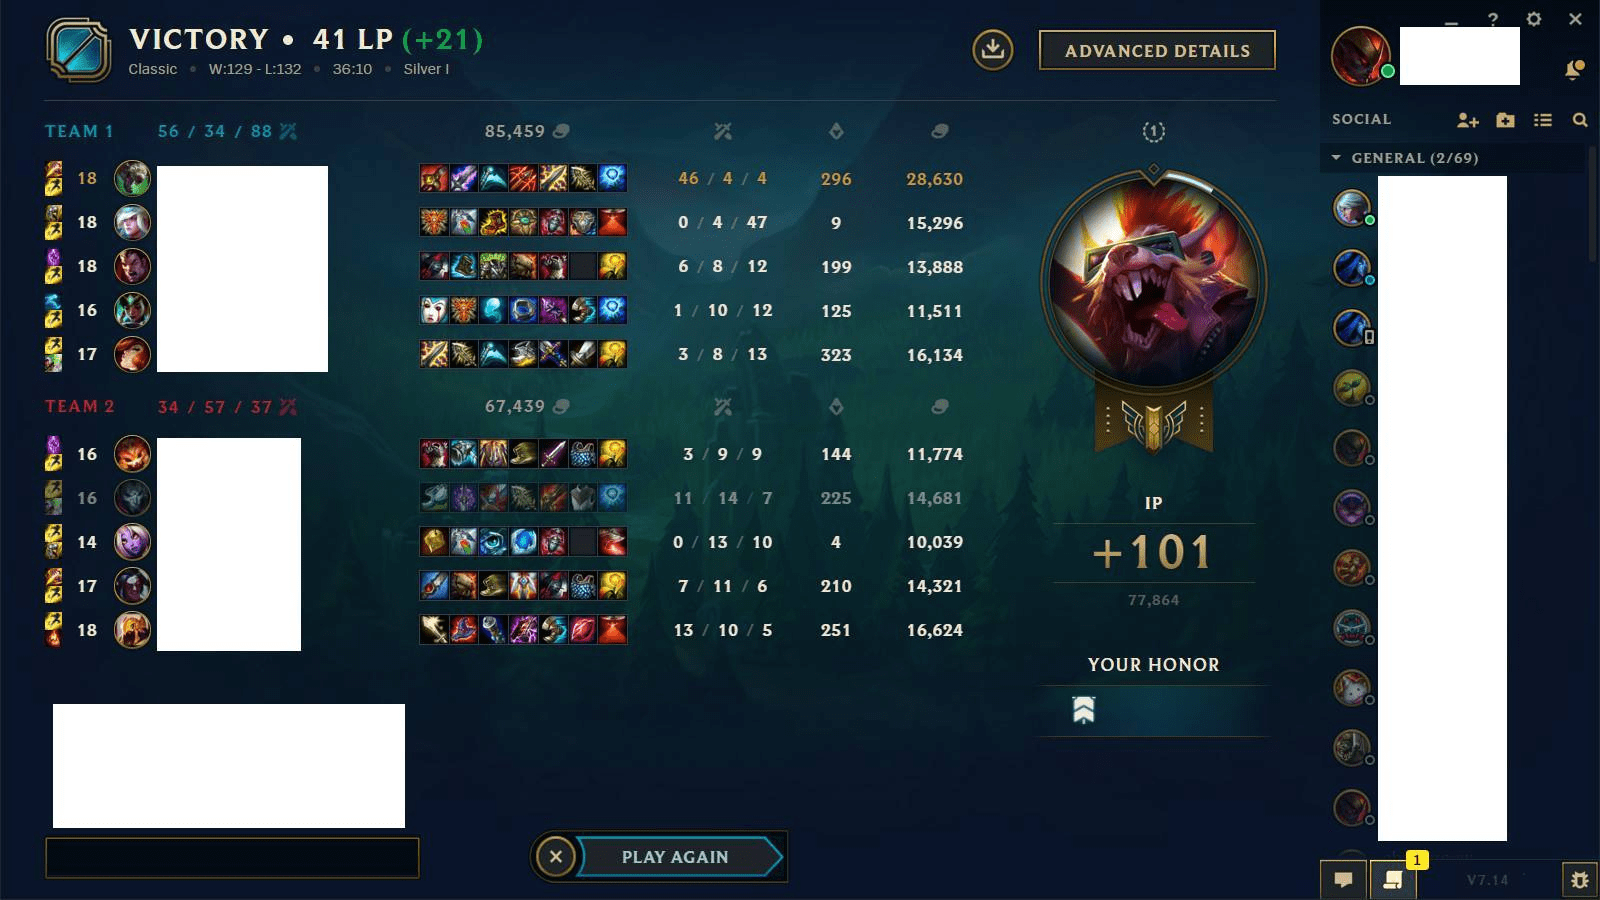 VICTORY • 41 LP (+21)
Classic • W:129 - L:132 • 36:10 • Silver I
ADVANCED DETAILS
?
SOCIAL
GENERAL (2/69)
TEAM 1 56 / 34 / 88 85,459
1
18 46 / 4 / 4 296 28,630
18 0 / 4 / 47 9 15,296
18 6 / 8 / 12 199 13,888
16 1 / 10 / 12 125 11,511
17 3 / 8 / 13 323 16,134
TEAM 2 34 / 57 / 37 67,439
16 3 / 9 / 9 144 11,774
16 11 / 14 / 7 225 14,681
14 0 / 13 / 10 4 10,039
17 7 / 11 / 6 210 14,321
18 13 / 10 / 5 251 16,624
IP
+101
77,864
YOUR HONOR
PLAY AGAIN
1
V7.14